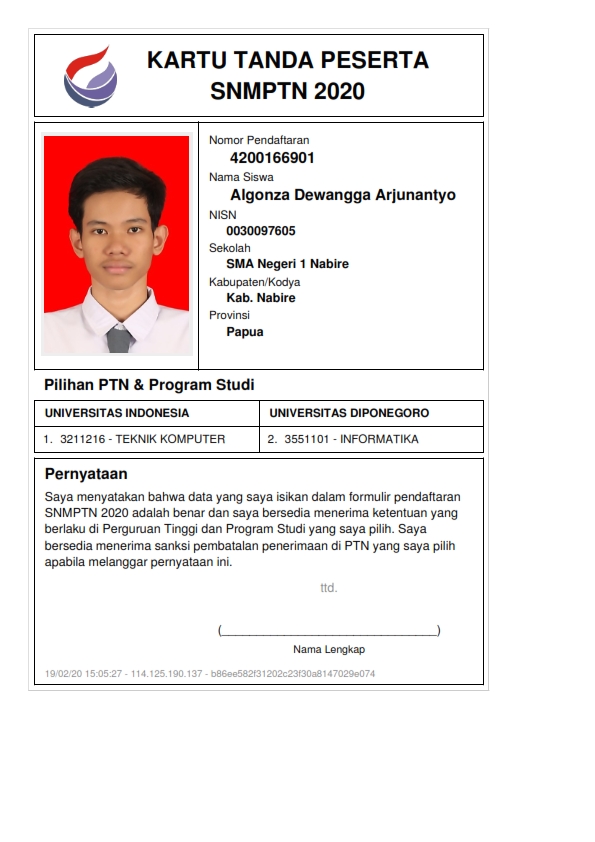 KARTU TANDA PESERTA
SNMPTN 2020
Nomor Pendaftaran
4200166901
Nama Siswa
Algonza Dewangga Arjunantyo
NISN
0030097605
Sekolah
SMA Negeri 1 Nabire
Kabupaten/Kodya
Kab. Nabire
Provinsi
Papua
Pilihan PTN & Program Studi
UNIVERSITAS INDONESIA
UNIVERSITAS DIPONEGORO
1. 3211216 - TEKNIK KOMPUTER
2. 3551101 - INFORMATIKA
Pernyataan
Saya menyatakan bahwa data yang saya isikan dalam formulir pendaftaran
SNMPTN 2020 adalah benar dan saya bersedia menerima ketentuan yang
berlaku di Perguruan Tinggi dan Program Studi yang saya pilih. Saya
bersedia menerima sanksi pembatalan penerimaan di PTN yang saya pilih
apabila melanggar pernyataan ini.
ttd.
(________________________________)
Nama Lengkap
19/02/20 15:05:27 - 114.125.190.137 - b86ee582f31202c23f30a8147029e074